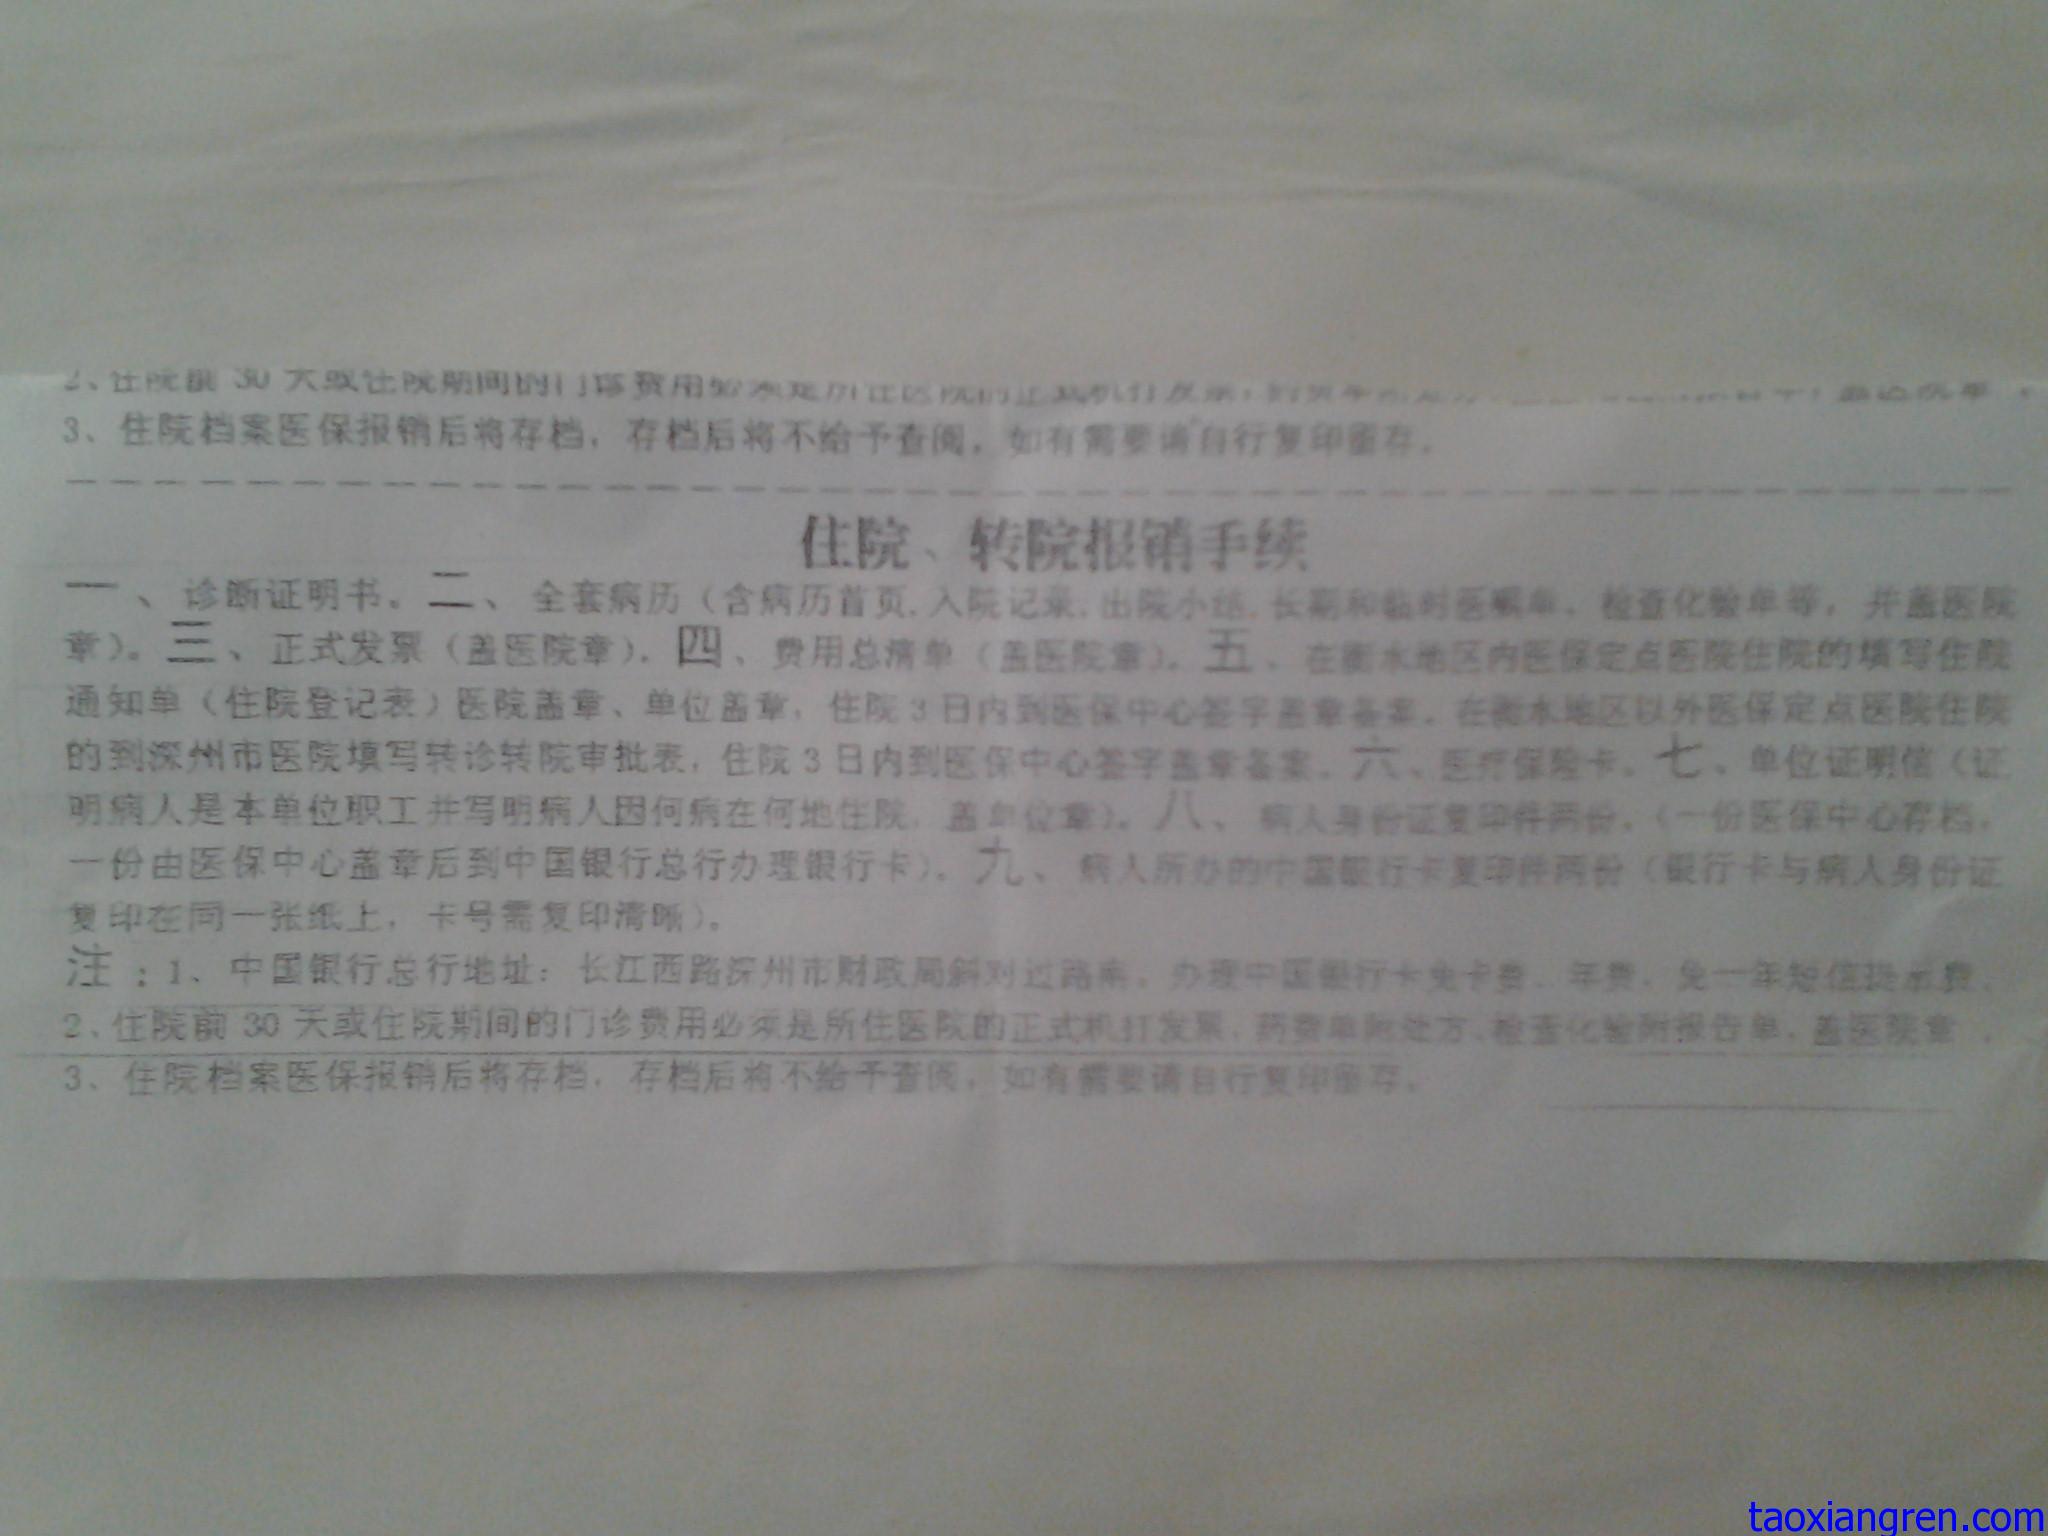 2、住院前 30 天或住院期间的门诊费用必须是所住医院的正式机打发票,
3、住院档案医保报销后将存档，存档后将不给予查阅，如有需要请自行复印留存。
住院、转院报销手续
一、诊断证明书。二、全套病历（含病历首页，入院记录，出院小结，长期和临时医嘱单、检查化验单等，并盖医院
章）。三、正式发票（盖医院章）。四、费用总清单（盖医院章）。五、在衡水地区内医保定点医院住院的填写住院
通知单（住院登记表）医院盖章、单位盖章，住院 3 日内到医保中心签字盖章备案。在衡水地区以外医保定点医院住院
的到深州市医院填写转诊转院审批表，住院 3 日内到医保中心签字盖章备案。六、医疗保险卡。七、单位证明信（证
明病人是本单位职工并写明病人因何病在何地住院，盖单位章）。八、病人身份证复印件两份。（一份医保中心存档，
一份由医保中心盖章后到中国银行总行办理银行卡）。九、病人所办的中国银行卡复印件两份（银行卡与病人身份证
复印在同一张纸上，卡号需复印清晰）。
注：1、中国银行总行地址：长江西路深州市财政局斜对过路南。办理中国银行卡免卡费、年费，免一年短信提示费。
2、住院前 30 天或住院期间的门诊费用必须是所住医院的正式机打发票，药费单附处方、检查化验附报告单，盖医院章。
3、住院档案医保报销后将存档，存档后将不给予查阅，如有需要请自行复印留存。
taoxiangren.com